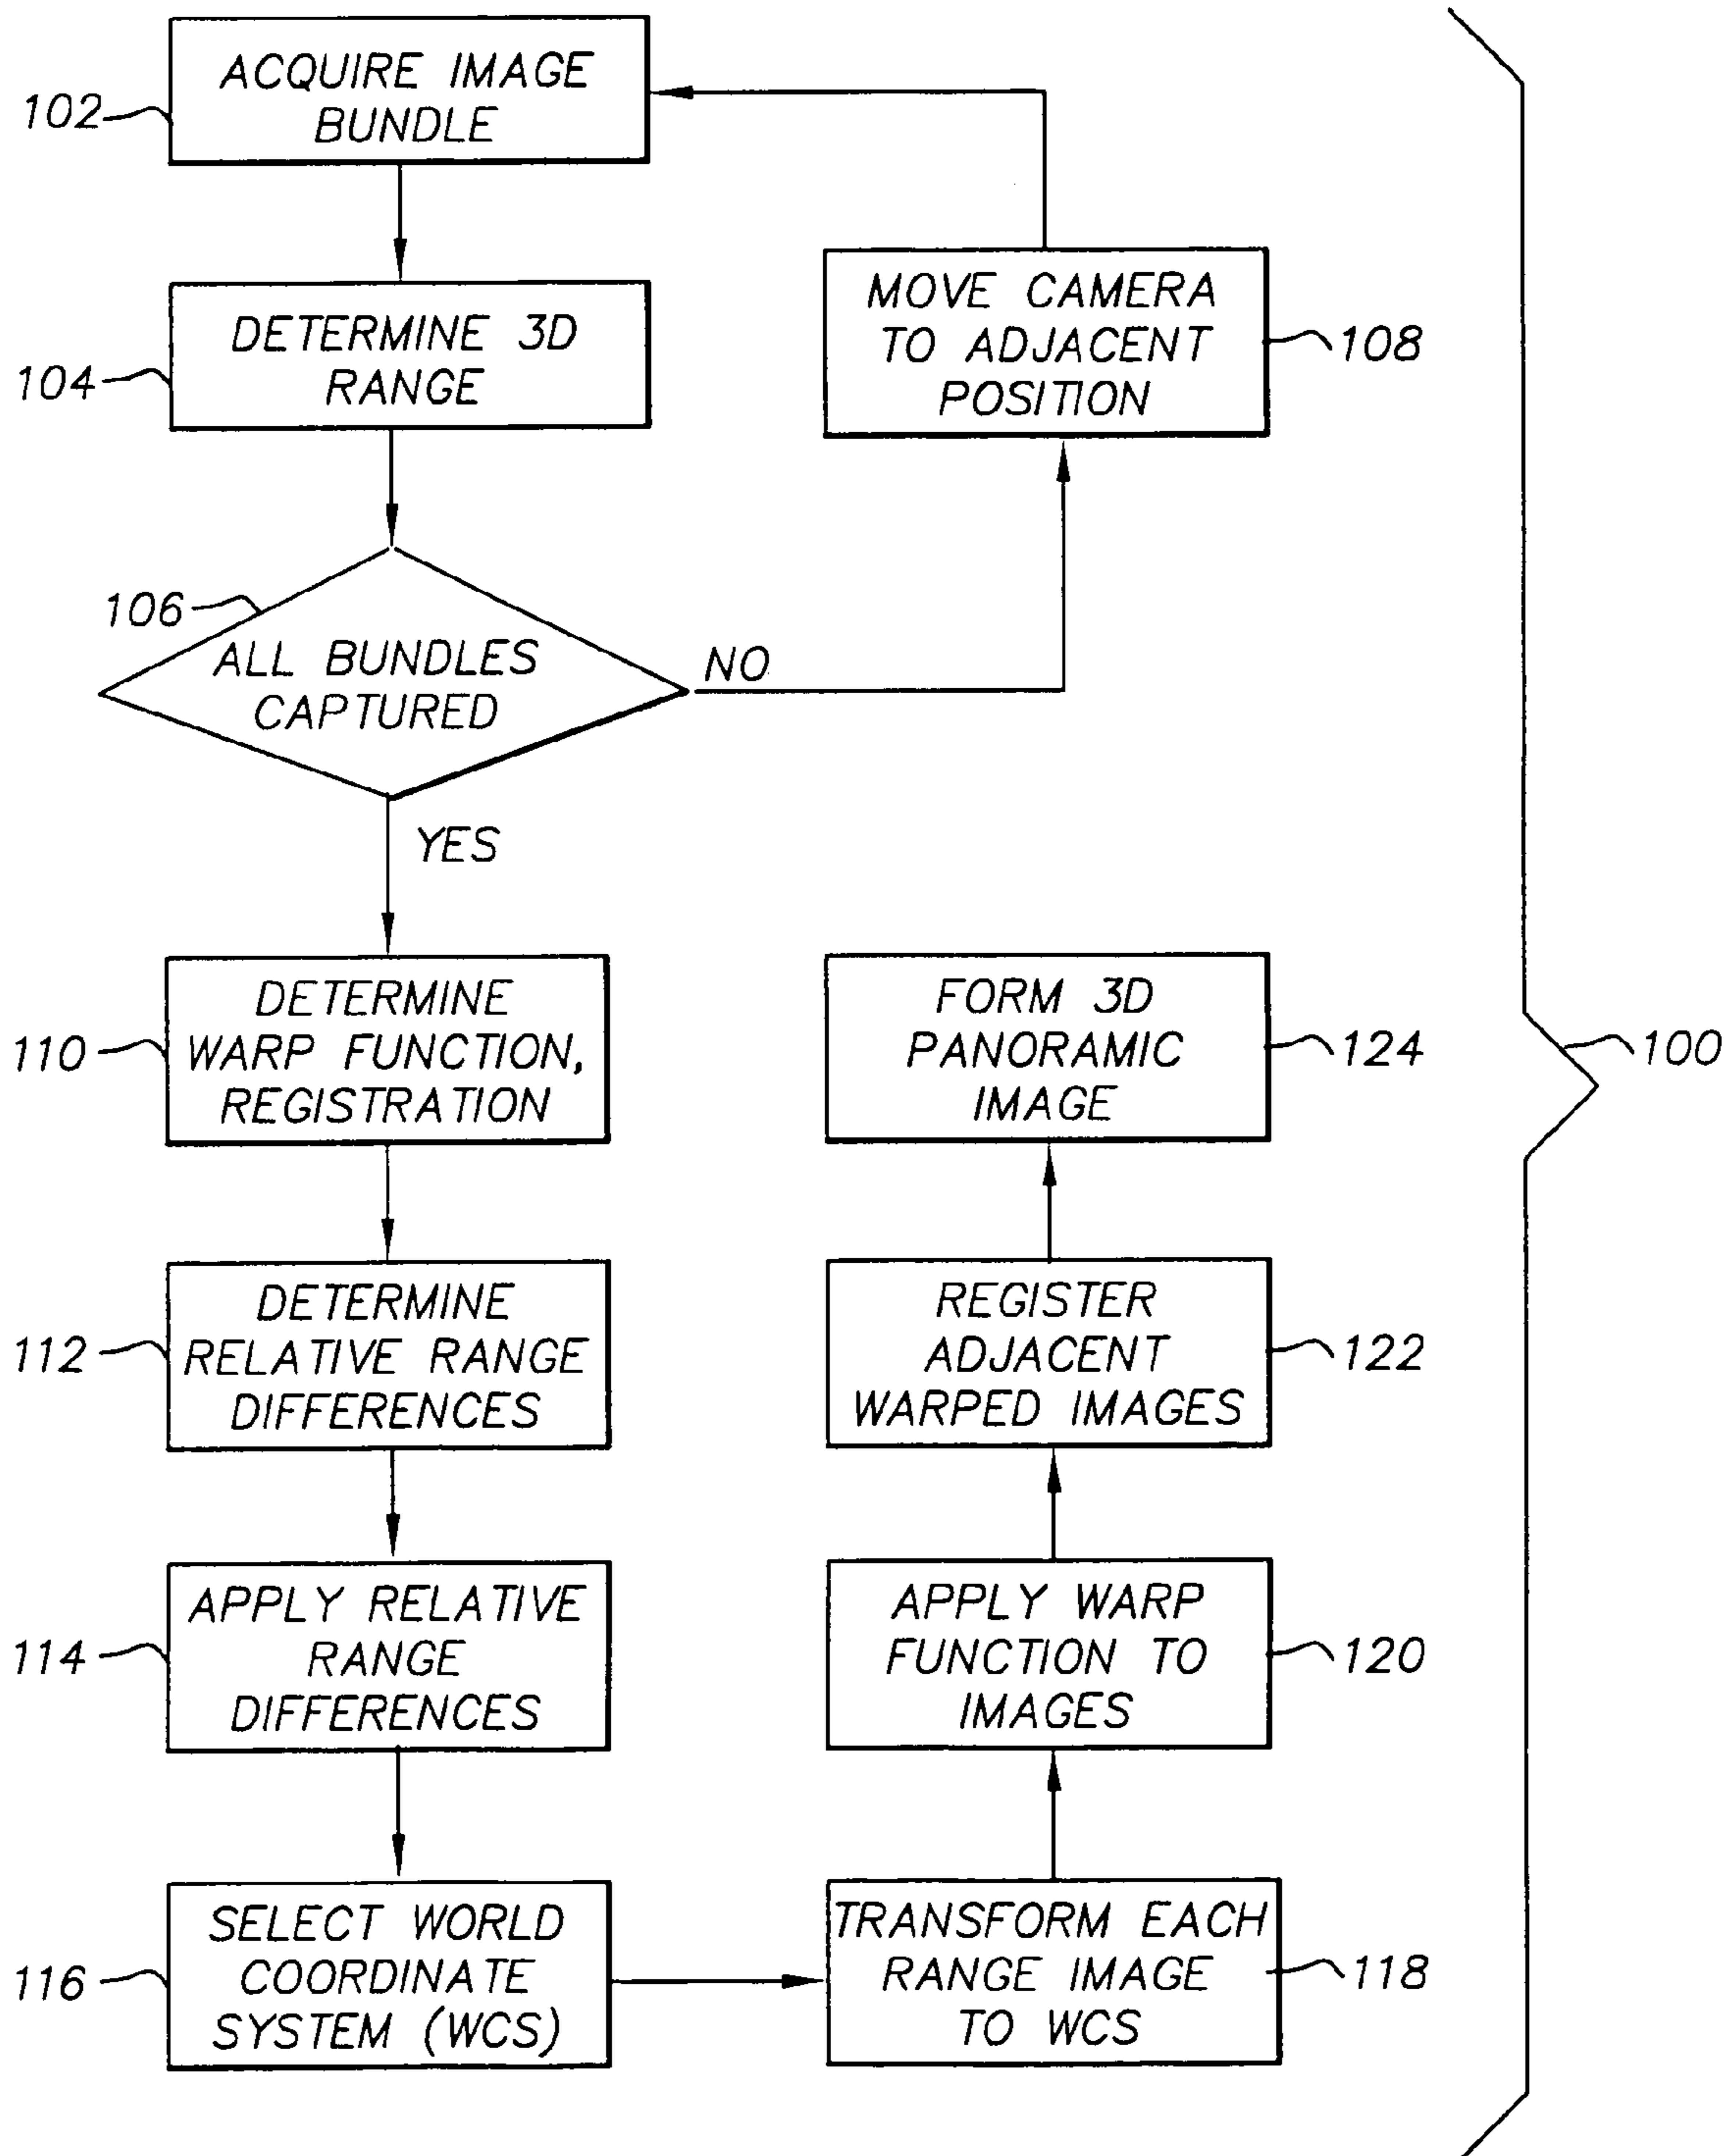 ACQUIRE IMAGE
BUNDLE
102
DETERMINE 3D
RANGE
104
MOVE CAMERA
TO ADJACENT
POSITION
108
106
ALL BUNDLES
CAPTURED
NO
YES
DETERMINE
WARP FUNCTION,
REGISTRATION
110
DETERMINE
RELATIVE RANGE
DIFFERENCES
112
APPLY RELATIVE
RANGE
DIFFERENCES
114
SELECT WORLD
COORDINATE
SYSTEM (WCS)
116
TRANSFORM EACH
RANGE IMAGE
TO WCS
118
APPLY WARP
FUNCTION TO
IMAGES
120
REGISTER
ADJACENT
WARPED IMAGES
122
FORM 3D
PANORAMIC
IMAGE
124
100